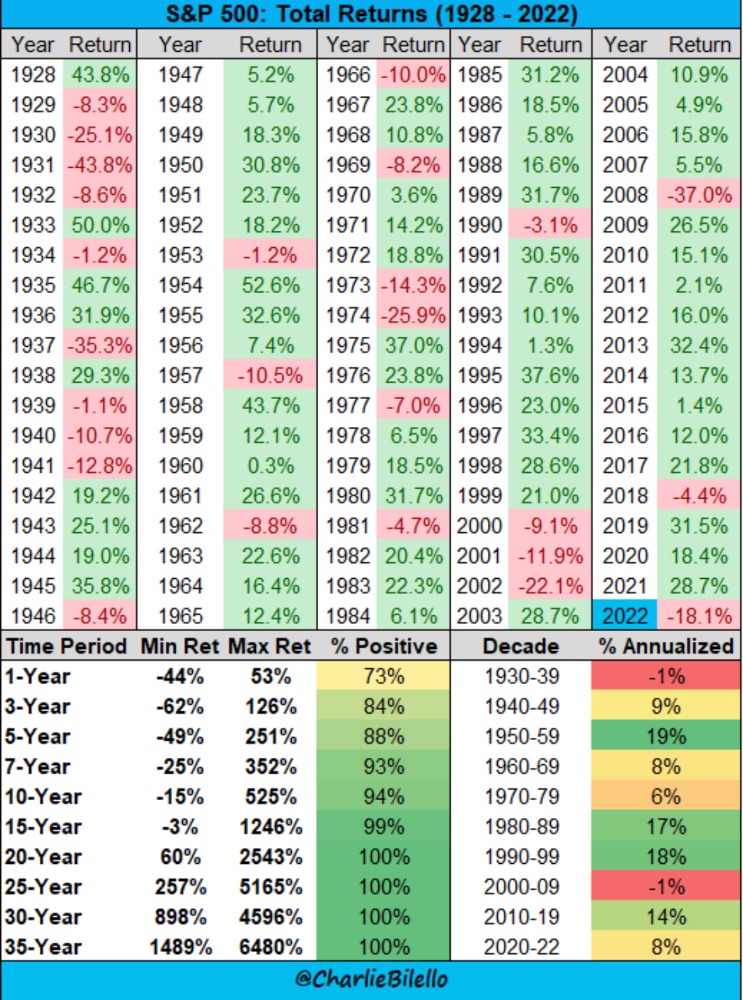 S&P 500: Total Returns (1928 - 2022)
Year Return Year Return Year Return Year Return Year Return
1928 43.8% 1947 5.2% 1966 -10.0% 1985 31.2% 2004 10.9%
1929 -8.3% 1948 5.7% 1967 23.8% 1986 18.5% 2005 4.9%
1930 -25.1% 1949 18.3% 1968 10.8% 1987 5.8% 2006 15.8%
1931 -43.8% 1950 30.8% 1969 -8.2% 1988 16.6% 2007 5.5%
1932 -8.6% 1951 23.7% 1970 3.6% 1989 31.7% 2008 -37.0%
1933 50.0% 1952 18.2% 1971 14.2% 1990 -3.1% 2009 26.5%
1934 -1.2% 1953 -1.2% 1972 18.8% 1991 30.5% 2010 15.1%
1935 46.7% 1954 52.6% 1973 -14.3% 1992 7.6% 2011 2.1%
1936 31.9% 1955 32.6% 1974 -25.9% 1993 10.1% 2012 16.0%
1937 -35.3% 1956 7.4% 1975 37.0% 1994 1.3% 2013 32.4%
1938 29.3% 1957 -10.5% 1976 23.8% 1995 37.6% 2014 13.7%
1939 -1.1% 1958 43.7% 1977 -7.0% 1996 23.0% 2015 1.4%
1940 -10.7% 1959 12.1% 1978 6.5% 1997 33.4% 2016 12.0%
1941 -12.8% 1960 0.3% 1979 18.5% 1998 28.6% 2017 21.8%
1942 19.2% 1961 26.6% 1980 31.7% 1999 21.0% 2018 -4.4%
1943 25.1% 1962 -8.8% 1981 -4.7% 2000 -9.1% 2019 31.5%
1944 19.0% 1963 22.6% 1982 20.4% 2001 -11.9% 2020 18.4%
1945 35.8% 1964 16.4% 1983 22.3% 2002 -22.1% 2021 28.7%
1946 -8.4% 1965 12.4% 1984 6.1% 2003 28.7% 2022 -18.1%
Time Period Min Ret Max Ret % Positive Decade % Annualized
1-Year -44% 53% 73% 1930-39 -1%
3-Year -62% 126% 84% 1940-49 9%
5-Year -49% 251% 88% 1950-59 19%
7-Year -25% 352% 93% 1960-69 8%
10-Year -15% 525% 94% 1970-79 6%
15-Year -3% 1246% 99% 1980-89 17%
20-Year 60% 2543% 100% 1990-99 18%
25-Year 257% 5165% 100% 2000-09 -1%
30-Year 898% 4596% 100% 2010-19 14%
35-Year 1489% 6480% 100% 2020-22 8%
@CharlieBilello